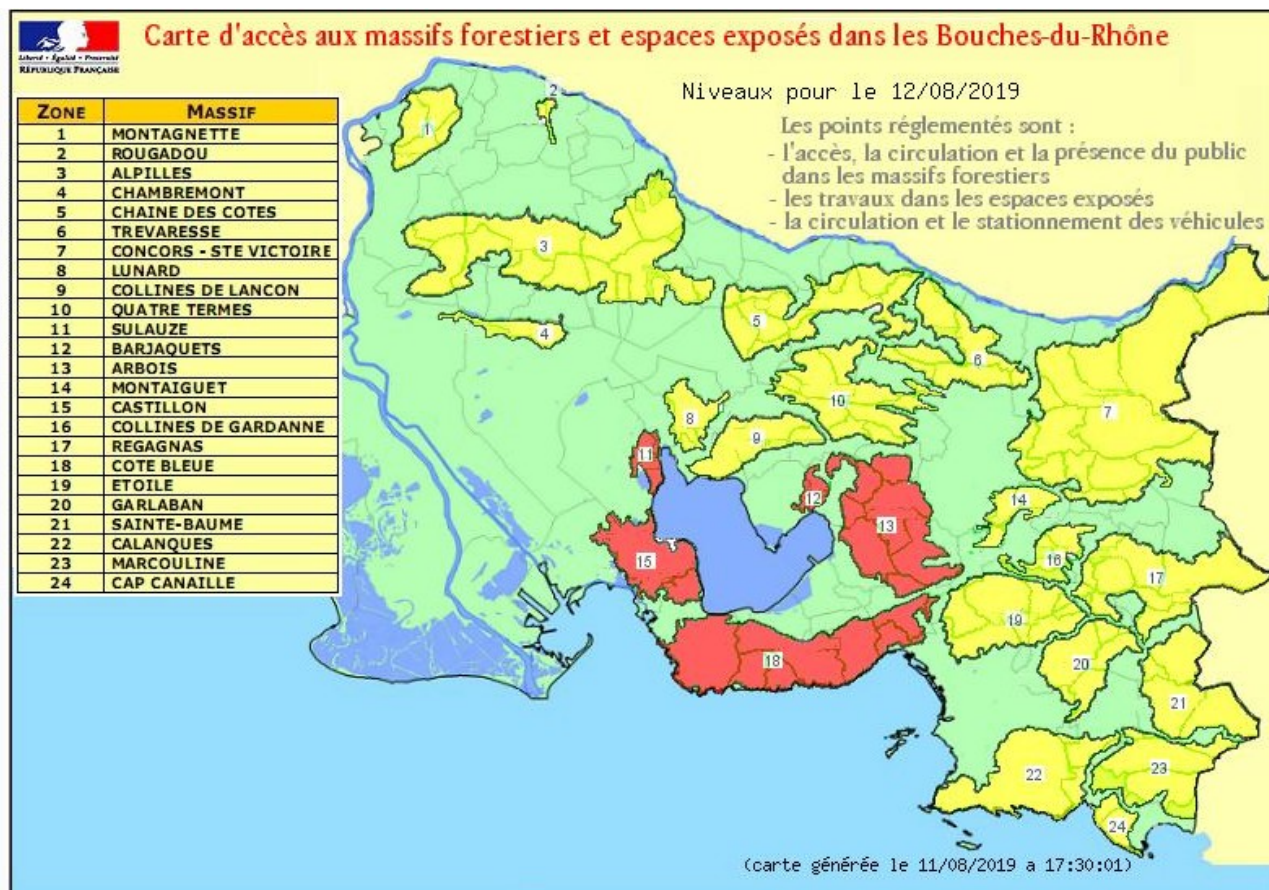 Carte d'accès aux massifs forestiers et espaces exposés dans les Bouches-du-Rhône
Liberté • Égalité • Fraternité
RÉPUBLIQUE FRANÇAISE
Niveaux pour le 12/08/2019
Les points réglementés sont :
- l'accès, la circulation et la présence du public
dans les massifs forestiers
- les travaux dans les espaces exposés
- la circulation et le stationnement des véhicules
ZONE MASSIF
1 MONTAGNETTE
2 ROUGADOU
3 ALPILLES
4 CHAMBREMONT
5 CHAINE DES COTES
6 TREVARESSE
7 CONCORS - STE VICTOIRE
8 LUNARD
9 COLLINES DE LANCON
10 QUATRE TERMES
11 SULAUZE
12 BARJAQUETS
13 ARBOIS
14 MONTAIGUET
15 CASTILLON
16 COLLINES DE GARDANNE
17 REGAGNAS
18 COTE BLEUE
19 ETOILE
20 GARLABAN
21 SAINTE-BAUME
22 CALANQUES
23 MARCOULINE
24 CAP CANAILLE
2
1
3
4
5
6
7
8
10
9
11
12
13
14
15
16
17
18
19
20
21
22
23
24
(carte générée le 11/08/2019 a 17:30:01)